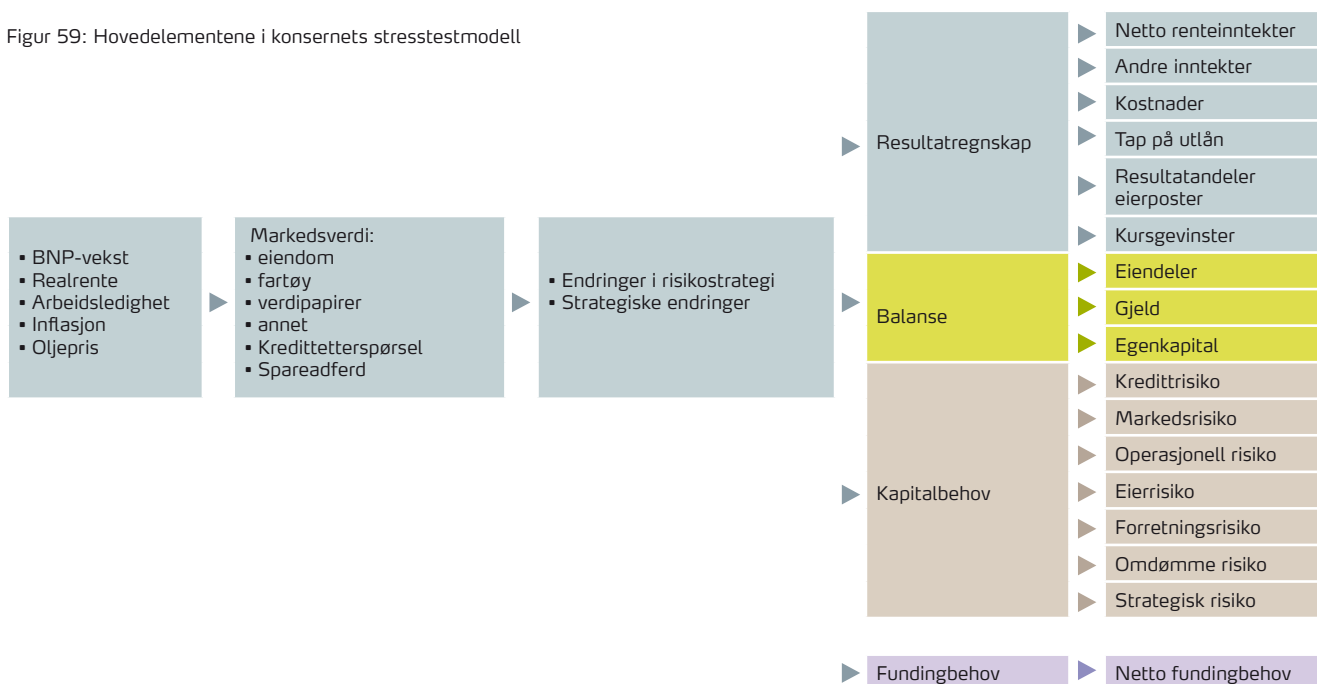 Figur 59: Hovedelementene i konsernets stresstestmodell
▪ BNP-vekst
▪ Realrente
▪ Arbeidsledighet
▪ Inflasjon
▪ Oljepris
Markedsverdi:
▪ eiendom
▪ fartøy
▪ verdipapirer
▪ annet
▪ Kredittetterspørsel
▪ Spareadferd
▪ Endringer i risikostrategi
▪ Strategiske endringer
Resultatregnskap
Netto renteinntekter
Andre inntekter
Kostnader
Tap på utlån
Resultatandeler
eierposter
Kursgevinster
Balanse
Eiendeler
Gjeld
Egenkapital
Kapitalbehov
Kredittrisiko
Markedsrisiko
Operasjonell risiko
Eierrisiko
Forretningsrisiko
Omdømme risiko
Strategisk risiko
Fundingbehov
Netto fundingbehov